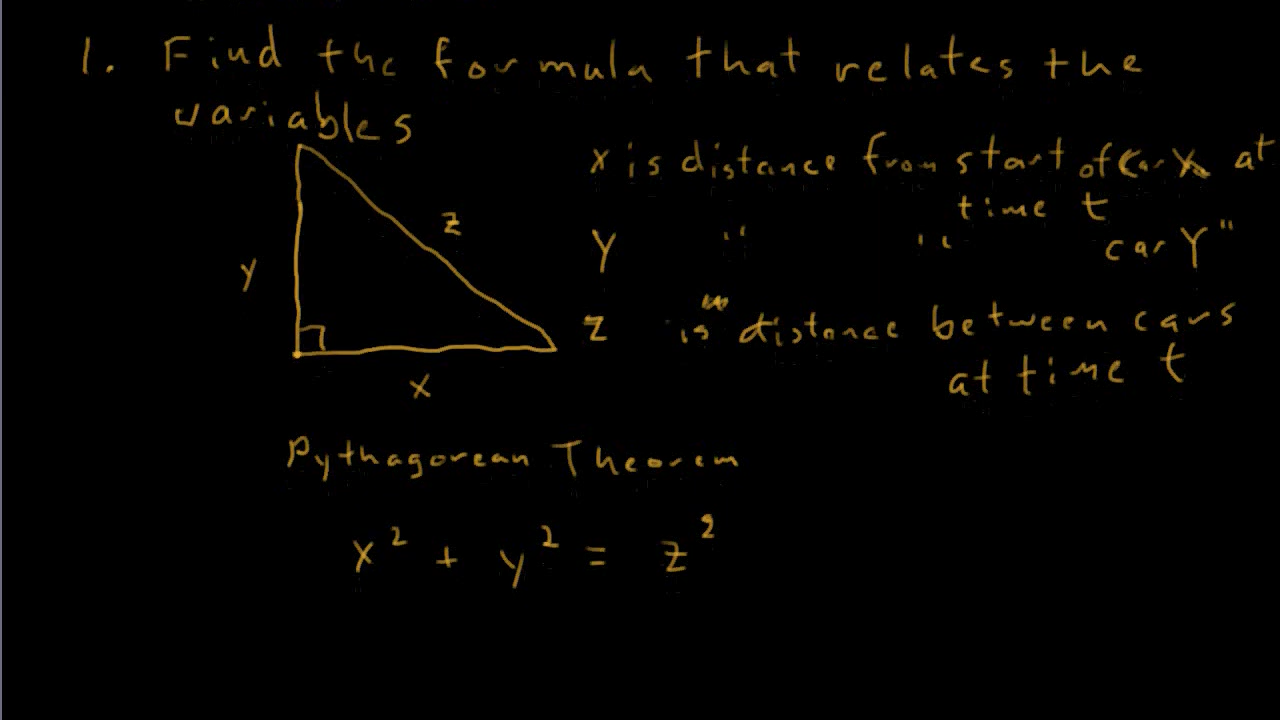 1. Find the formula that relates the
variables
x is distance from start of car X at
time t
y " " car Y "
z is distance between cars
at time t
z
y
x
Pythagorean Theorem
x² + y² = z²